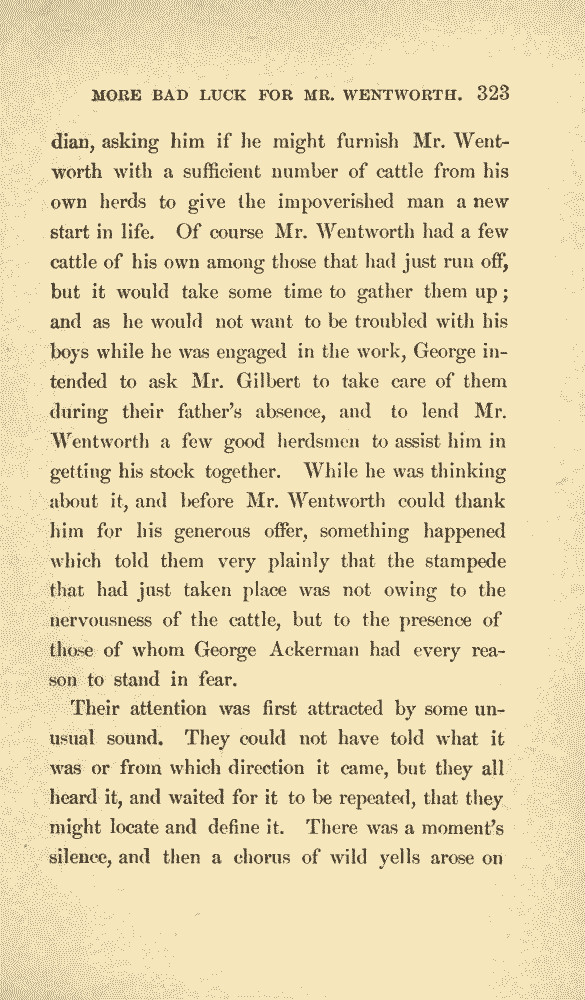 MORE BAD LUCK FOR MR. WENTWORTH. 323
dian, asking him if he might furnish Mr. Went-
worth with a sufficient number of cattle from his
own herds to give the impoverished man a new
start in life. Of course Mr. Wentworth had a few
cattle of his own among those that had just run off,
but it would take some time to gather them up;
and as he would not want to be troubled with his
boys while he was engaged in the work, George in-
tended to ask Mr. Gilbert to take care of them
during their father's absence, and to lend Mr.
Wentworth a few good herdsmen to assist him in
getting his stock together. While he was thinking
about it, and before Mr. Wentworth could thank
him for his generous offer, something happened
which told them very plainly that the stampede
that had just taken place was not owing to the
nervousness of the cattle, but to the presence of
those of whom George Ackerman had every rea-
son to stand in fear.
Their attention was first attracted by some un-
usual sound. They could not have told what it
was or from which direction it came, but they all
heard it, and waited for it to be repeated, that they
might locate and define it. There was a moment's
silence, and then a chorus of wild yells arose on